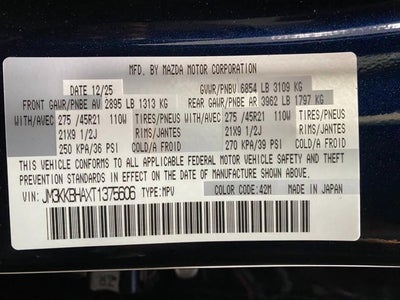 MFD. BY MAZDA MOTOR CORPORATION
DATE 12/25 GVWR/PNBV 6854 LB 3109 KG
FRONT GAWR/PNBE AV 2895 LB 1313 KG REAR GAWR/PNBE AR 3962 LB 1797 KG
WITH/AVEC 275 /45R21 110W TIRES/PNEUS WITH/AVEC 275 /45R21 110W TIRES/PNEUS
21X9 1/2J RIMS/JANTES 21X9 1/2J RIMS/JANTES
250 KPA/36 PSI COLD/A FROID 270 KPA/39 PSI COLD/A FROID
THIS VEHICLE CONFORMS TO ALL APPLICABLE FEDERAL MOTOR VEHICLE SAFETY AND THEFT
PREVENTION STANDARDS IN EFFECT ON THE DATE OF MANUFACTURE SHOWN ABOVE.
VIN: JM3KKBHAXT1375606 TYPE:MPV COLOR CODE:42M MADE IN JAPAN